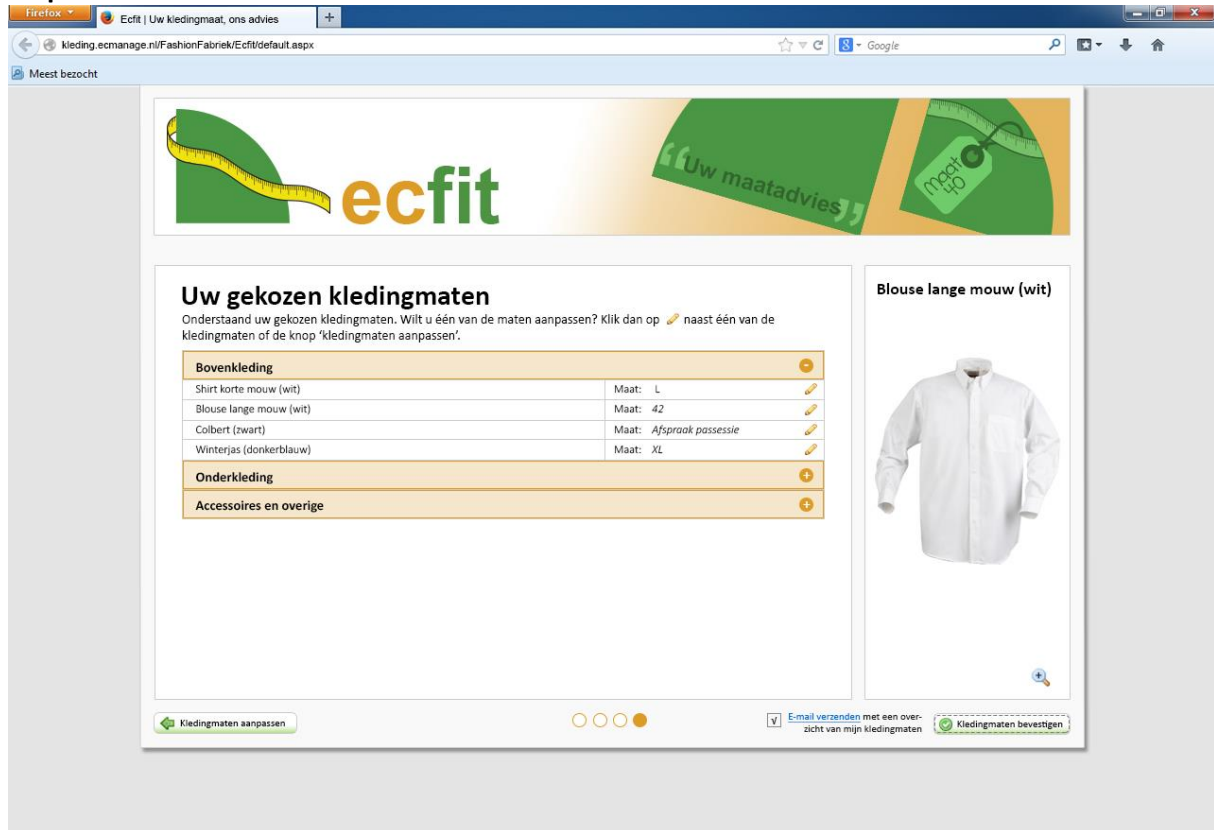 Firefox
Ecfit | Uw kledingmaat, ons advies
kleding.ecmanage.nl/FashionFabriek/Ecfit/default.aspx
Google
Meest bezocht
ecfit
“Uw maatadvies”
maat 40
Uw gekozen kledingmaten
Onderstaand uw gekozen kledingmaten. Wilt u één van de maten aanpassen? Klik dan op naast één van de
kledingmaten of de knop ‘kledingmaten aanpassen’.
Bovenkleding
Shirt korte mouw (wit) Maat: L
Blouse lange mouw (wit) Maat: 42
Colbert (zwart) Maat: Afspraak passessie
Winterjas (donkerblauw) Maat: XL
Onderkleding
Accessoires en overige
Blouse lange mouw (wit)
Kledingmaten aanpassen
√ E-mail verzenden met een over-
zicht van mijn kledingmaten
Kledingmaten bevestigen